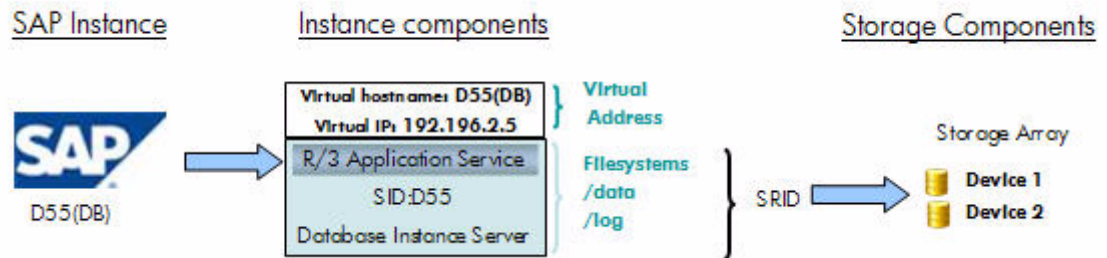 SAP Instance
Instance components
Storage Components
SAP
D55(DB)
Virtual hostname: D55(DB)
Virtual IP: 192.196.2.5
R/3 Application Service
SID:D55
Database Instance Server
Virtual
Address
Filesystems
/data
/log
SRID
Storage Array
Device 1
Device 2